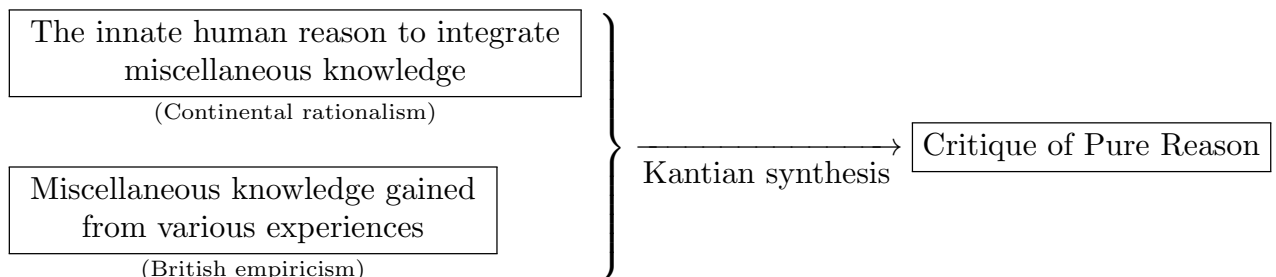 The innate human reason to integrate
miscellaneous knowledge
(Continental rationalism)
Miscellaneous knowledge gained
from various experiences
(British empiricism)
Kantian synthesis
Critique of Pure Reason